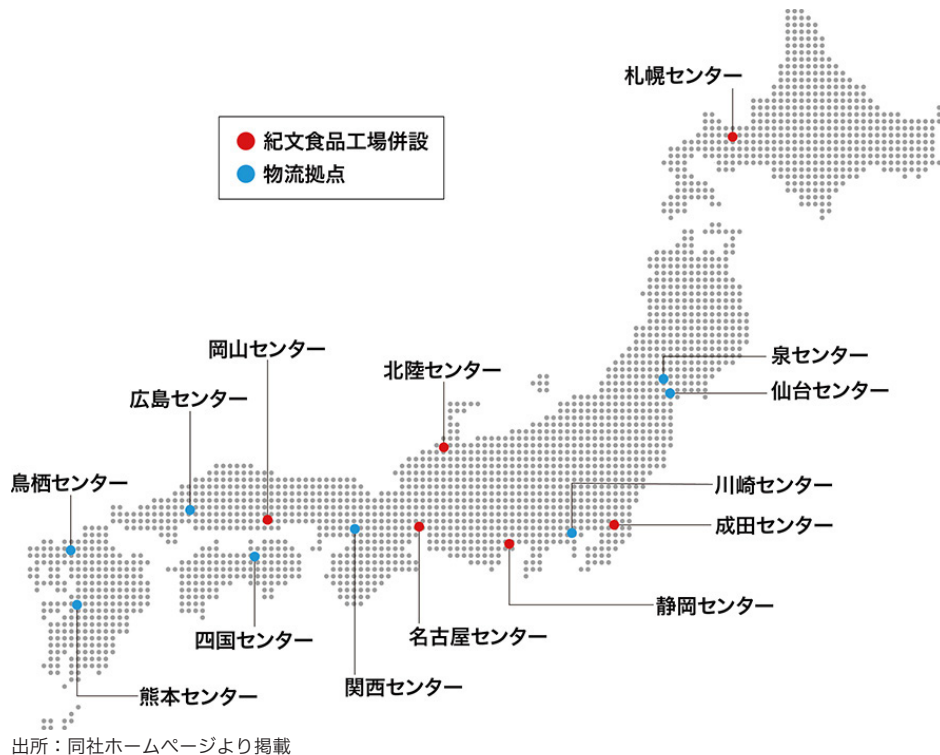 札幌センター
紀文食品工場併設
物流拠点
岡山センター
泉センター
北陸センター
仙台センター
広島センター
鳥栖センター
川崎センター
成田センター
静岡センター
四国センター
名古屋センター
関西センター
熊本センター
出所：同社ホームページより掲載